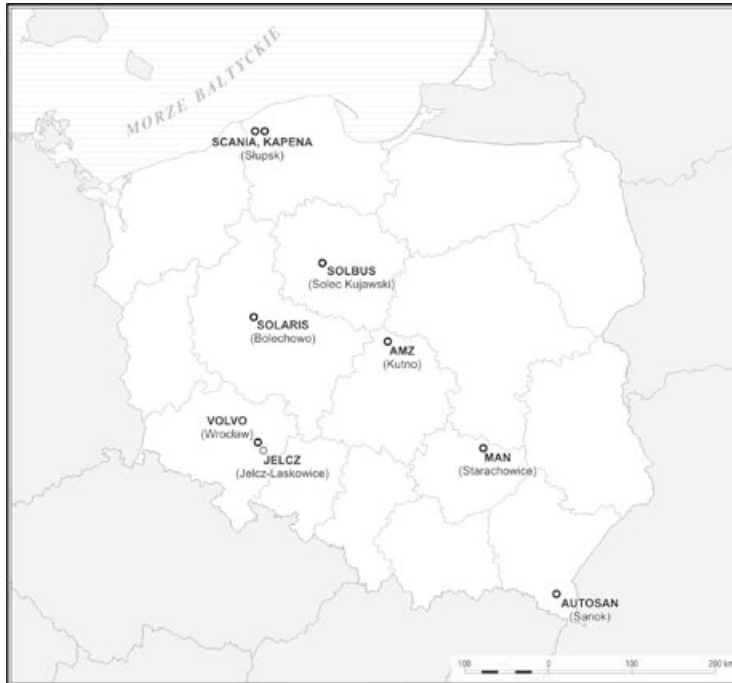 MORZE BAŁTYCKIE
SCANIA, KAPENA
(Słupsk)
SOLBUS
(Solec Kujawski)
SOLARIS
(Bolechowo)
AMZ
(Kutno)
VOLVO
(Wrocław)
JELCZ
(Jelcz-Laskowice)
MAN
(Starachowice)
AUTOSAN
(Sanok)
100 0 100 200 km